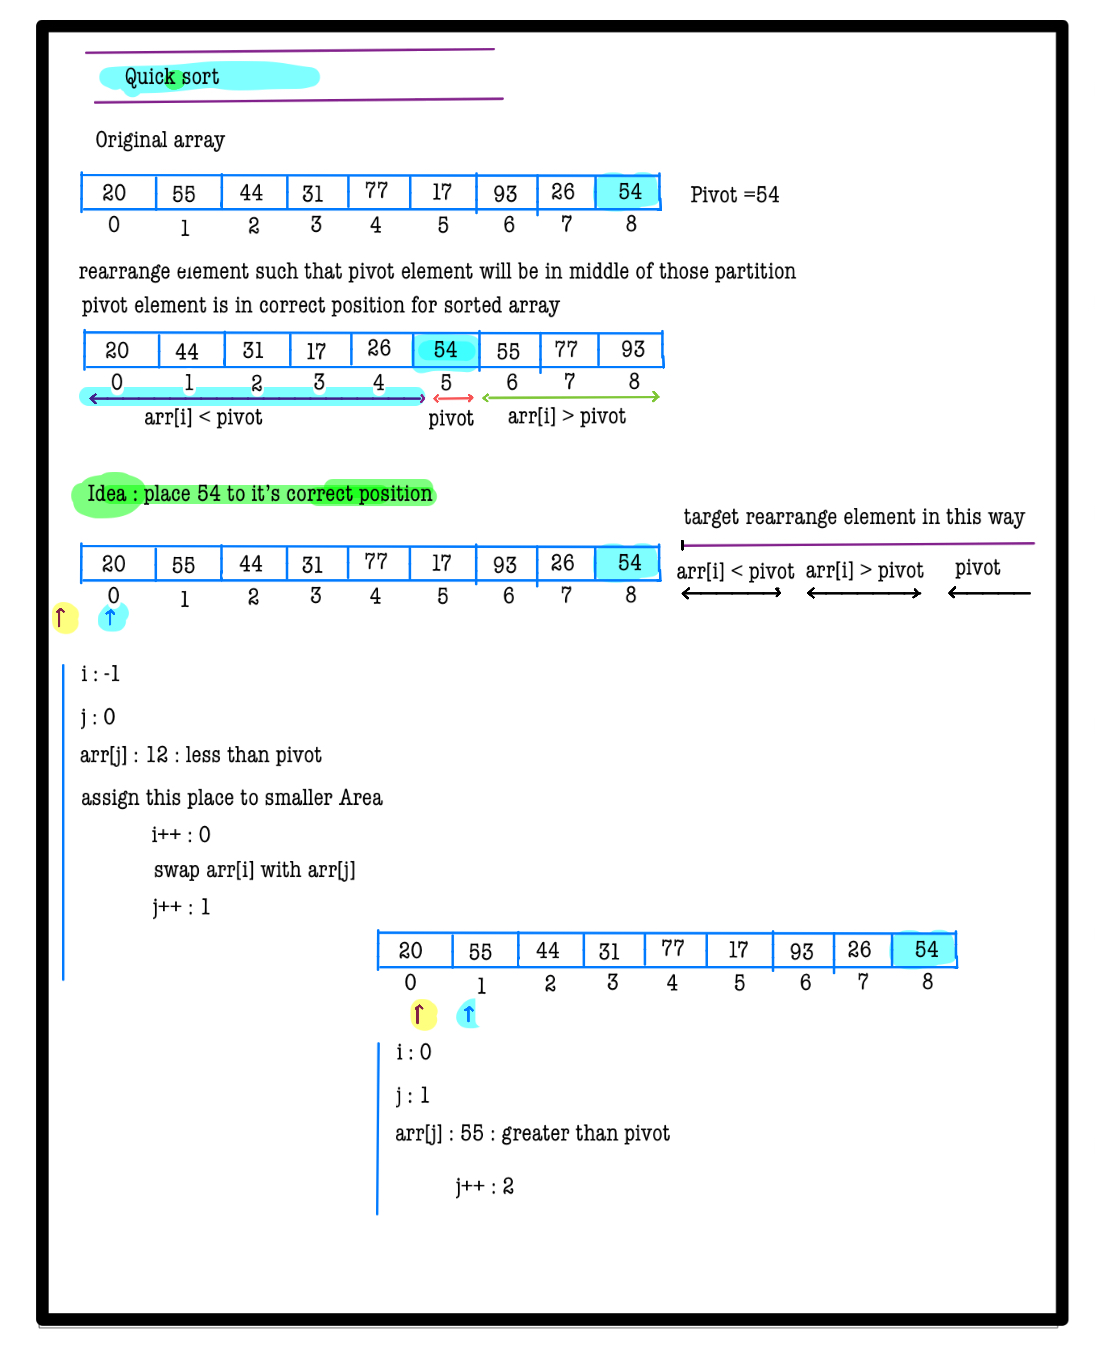 Quick sort
Original array
20 55 44 31 77 17 93 26 54 Pivot =54
0 1 2 3 4 5 6 7 8
rearrange element such that pivot element will be in middle of those partition
pivot element is in correct position for sorted array
20 44 31 17 26 54 55 77 93
0 1 2 3 4 5 6 7 8
arr[i] < pivot pivot arr[i] > pivot
Idea : place 54 to it's correct position
target rearrange element in this way
20 55 44 31 77 17 93 26 54
arr[i] < pivot arr[i] > pivot pivot
0 1 2 3 4 5 6 7 8
i : -1
j : 0
arr[j] : 12 : less than pivot
assign this place to smaller Area
i++ : 0
swap arr[i] with arr[j]
j++ : 1
20 55 44 31 77 17 93 26 54
0 1 2 3 4 5 6 7 8
i : 0
j : 1
arr[j] : 55 : greater than pivot
j++ : 2